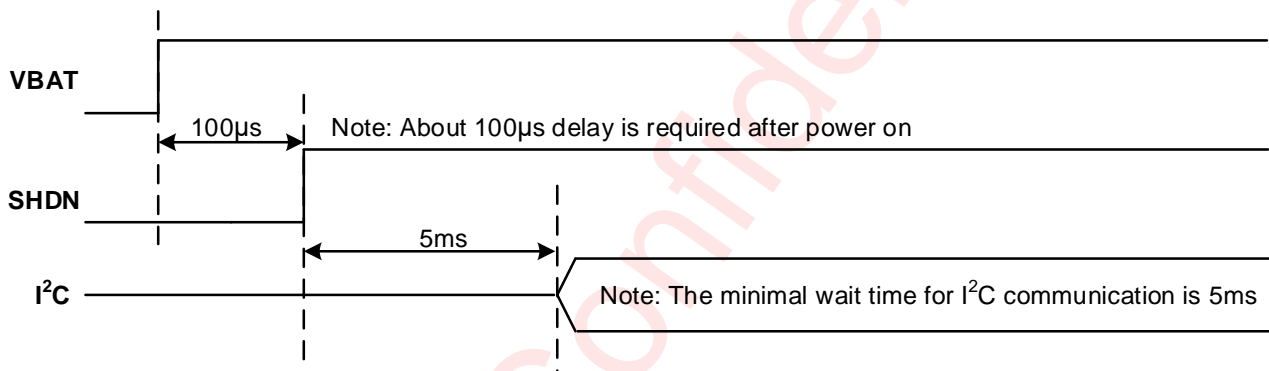 VBAT
100µs
Note: About 100µs delay is required after power on
SHDN
5ms
I²C
Note: The minimal wait time for I²C communication is 5ms
Confiden